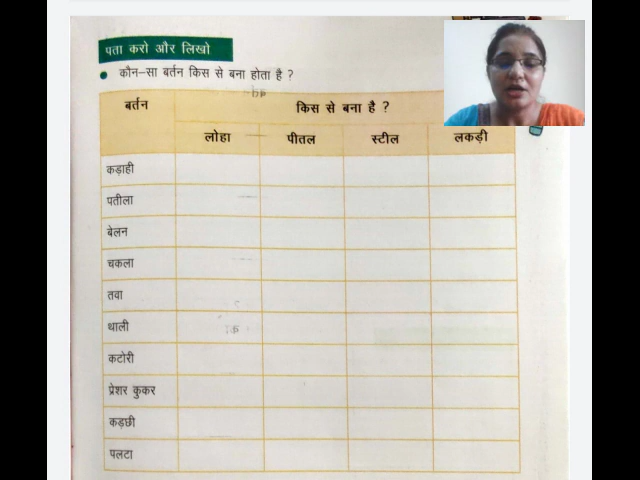 पता करो और लिखो
● कौन-सा बर्तन किस से बना होता है ?
बर्तन किस से बना है ?
लोहा पीतल स्टील लकड़ी
कड़ाही
पतीला
बेलन
चकला
तवा
थाली
कटोरी
प्रेशर कुकर
कड़छी
पलटा